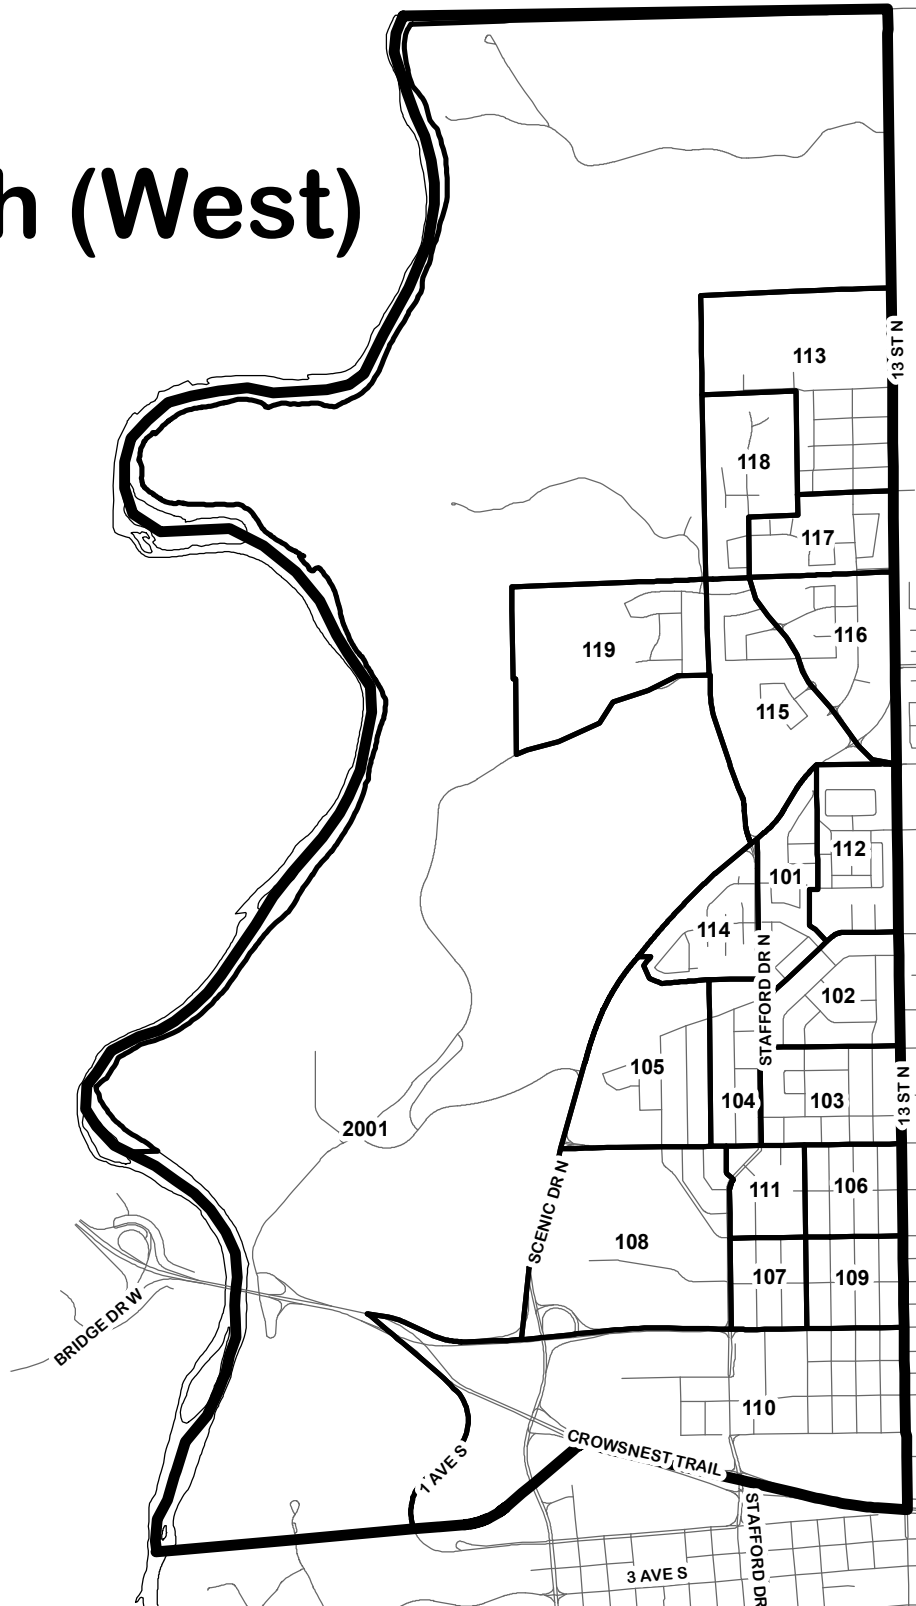 h (West)
13 ST N
113
118
117
116
119
115
112
101
114
STAFFORD DR N
102
105
104
103
13 ST N
2001
111
106
SCENIC DR N
108
107
109
BRIDGE DR W
110
CROWSNEST TRAIL
1 AVE S
STAFFORD DR
3 AVE S